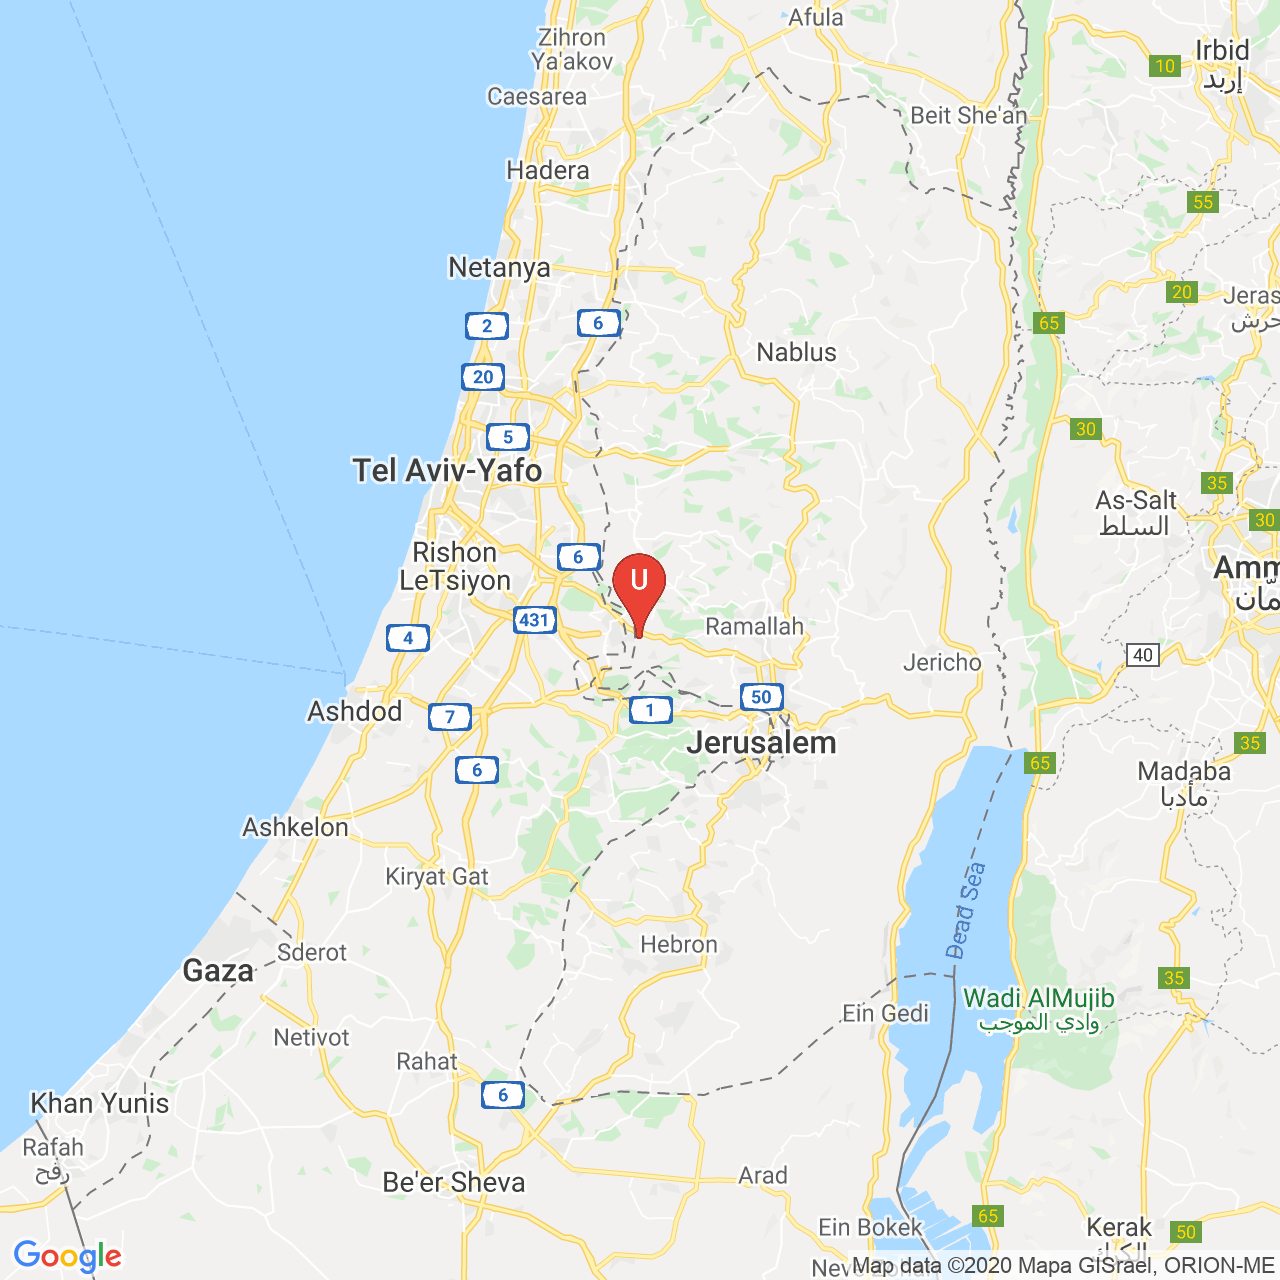 Afula
Zihron
Ya'akov
Irbid
إربد
10
Caesarea
Beit She'an
Hadera
55
Netanya
20
Jeras
جرش
2
6
65
Nablus
20
30
5
Tel Aviv-Yafo
35
As-Salt
السلط
30
Rishon
LeTsiyon
6
U
Amm
431
4
Ramallah
40
Jericho
50
Ashdod
7
1
Jerusalem
35
65
6
Madaba
مأدبا
Ashkelon
Kiryat Gat
Dead Sea
Hebron
Sderot
Gaza
35
Wadi AlMujib
وادي الموجب
Ein Gedi
Netivot
Rahat
6
Khan Yunis
Rafah
رفح
Arad
Be'er Sheva
65
Ein Bokek
Kerak
الكرك
50
Google
Map data ©2020 Mapa GISrael, ORION-ME